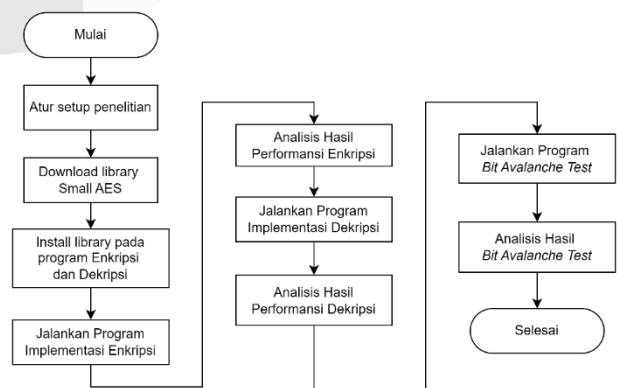 Mulai
Atur setup penelitian
Download library
Small AES
Install library pada
program Enkripsi
dan Dekripsi
Jalankan Program
Implementasi Enkripsi
Analisis Hasil
Performansi Enkripsi
Jalankan Program
Implementasi Dekripsi
Analisis Hasil
Performansi Dekripsi
Jalankan Program
Bit Avalanche Test
Analisis Hasil
Bit Avalanche Test
Selesai